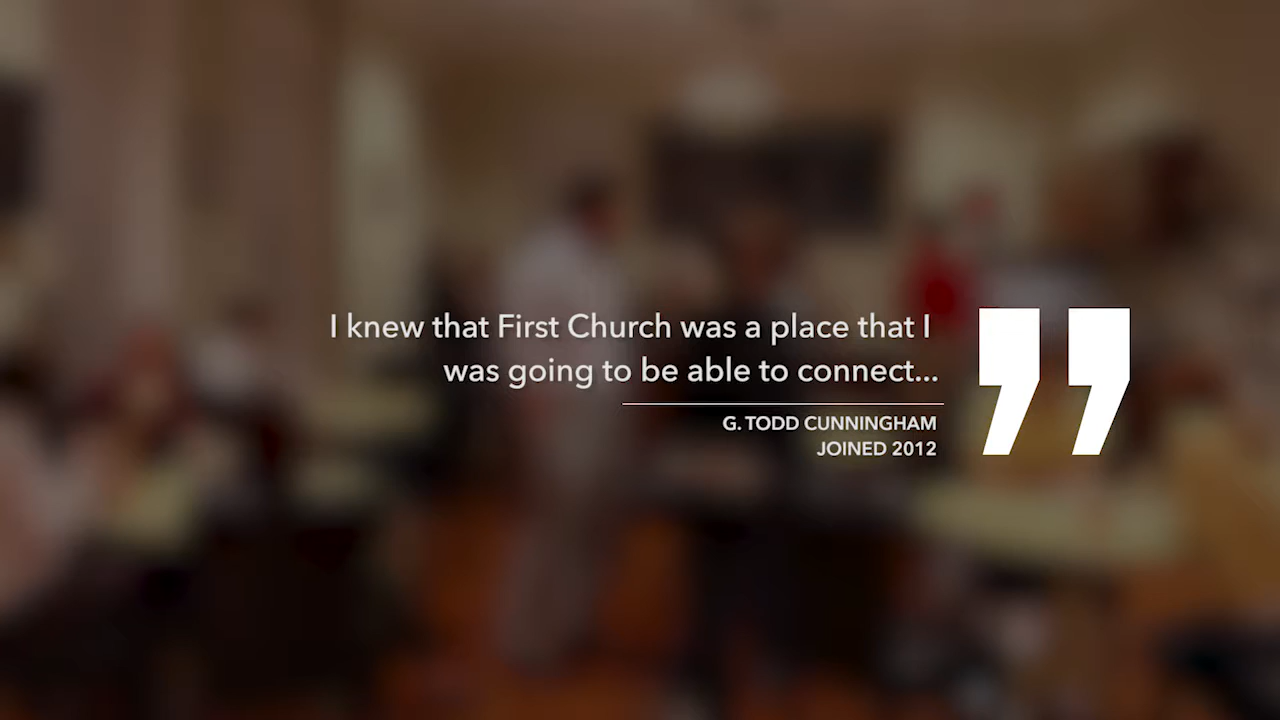 I knew that First Church was a place that I
was going to be able to connect...
G. TODD CUNNINGHAM
JOINED 2012
”